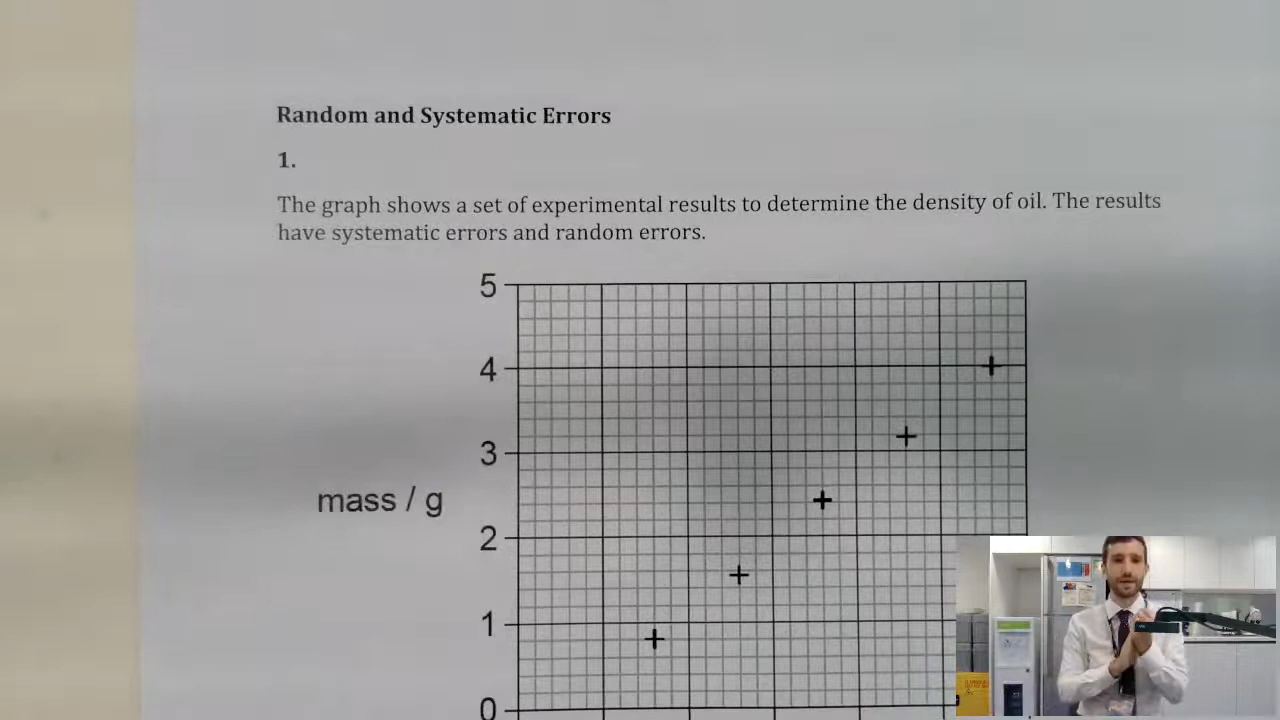 Random and Systematic Errors
1.
The graph shows a set of experimental results to determine the density of oil. The results
have systematic errors and random errors.
5
4
3
mass / g
2
1
0